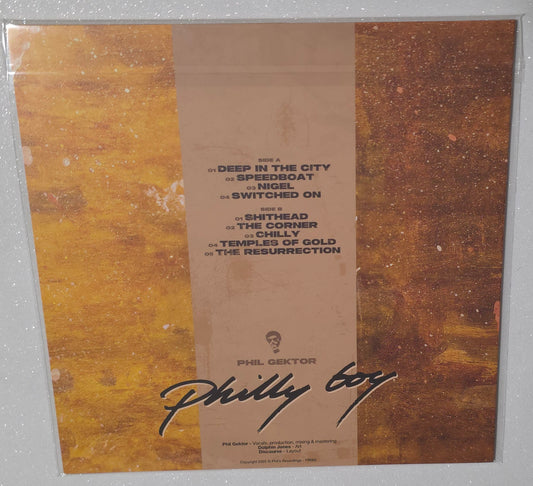 SIDE A
01 DEEP IN THE CITY
02 SPEEDBOAT
03 NIGEL
04 SWITCHED ON
SIDE B
01 SHITHEAD
02 THE CORNER
03 CHILLY
04 TEMPLES OF GOLD
05 THE RESURRECTION
PHIL GEKTOR
Philly boy
Phil Gektor - Vocals, production, mixing & mastering
Dolphin Jones - Art
Discourse - Layout